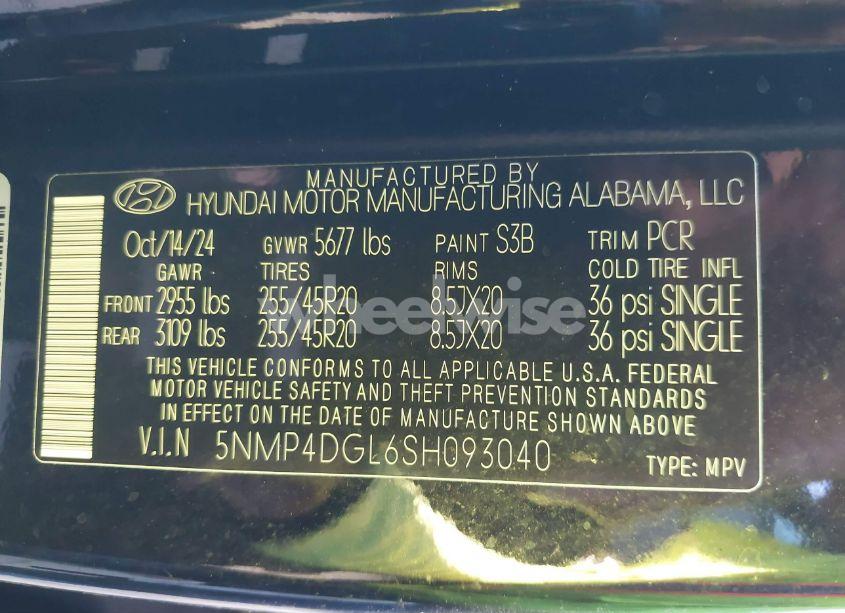 MANUFACTURED BY
HYUNDAI MOTOR MANUFACTURING ALABAMA, LLC
Oct/14/24 GVWR 5677 lbs PAINT S3B TRIM PCR
GAWR TIRES RIMS COLD TIRE INFL
FRONT 2955 lbs 255/45R20 8.5JX20 36 psi SINGLE
REAR 3109 lbs 255/45R20 8.5JX20 36 psi SINGLE
wheelwise
THIS VEHICLE CONFORMS TO ALL APPLICABLE U.S.A. FEDERAL
MOTOR VEHICLE SAFETY AND THEFT PREVENTION STANDARDS
IN EFFECT ON THE DATE OF MANUFACTURE SHOWN ABOVE
V.I.N 5NMP4DGL6SH093040 TYPE: MPV